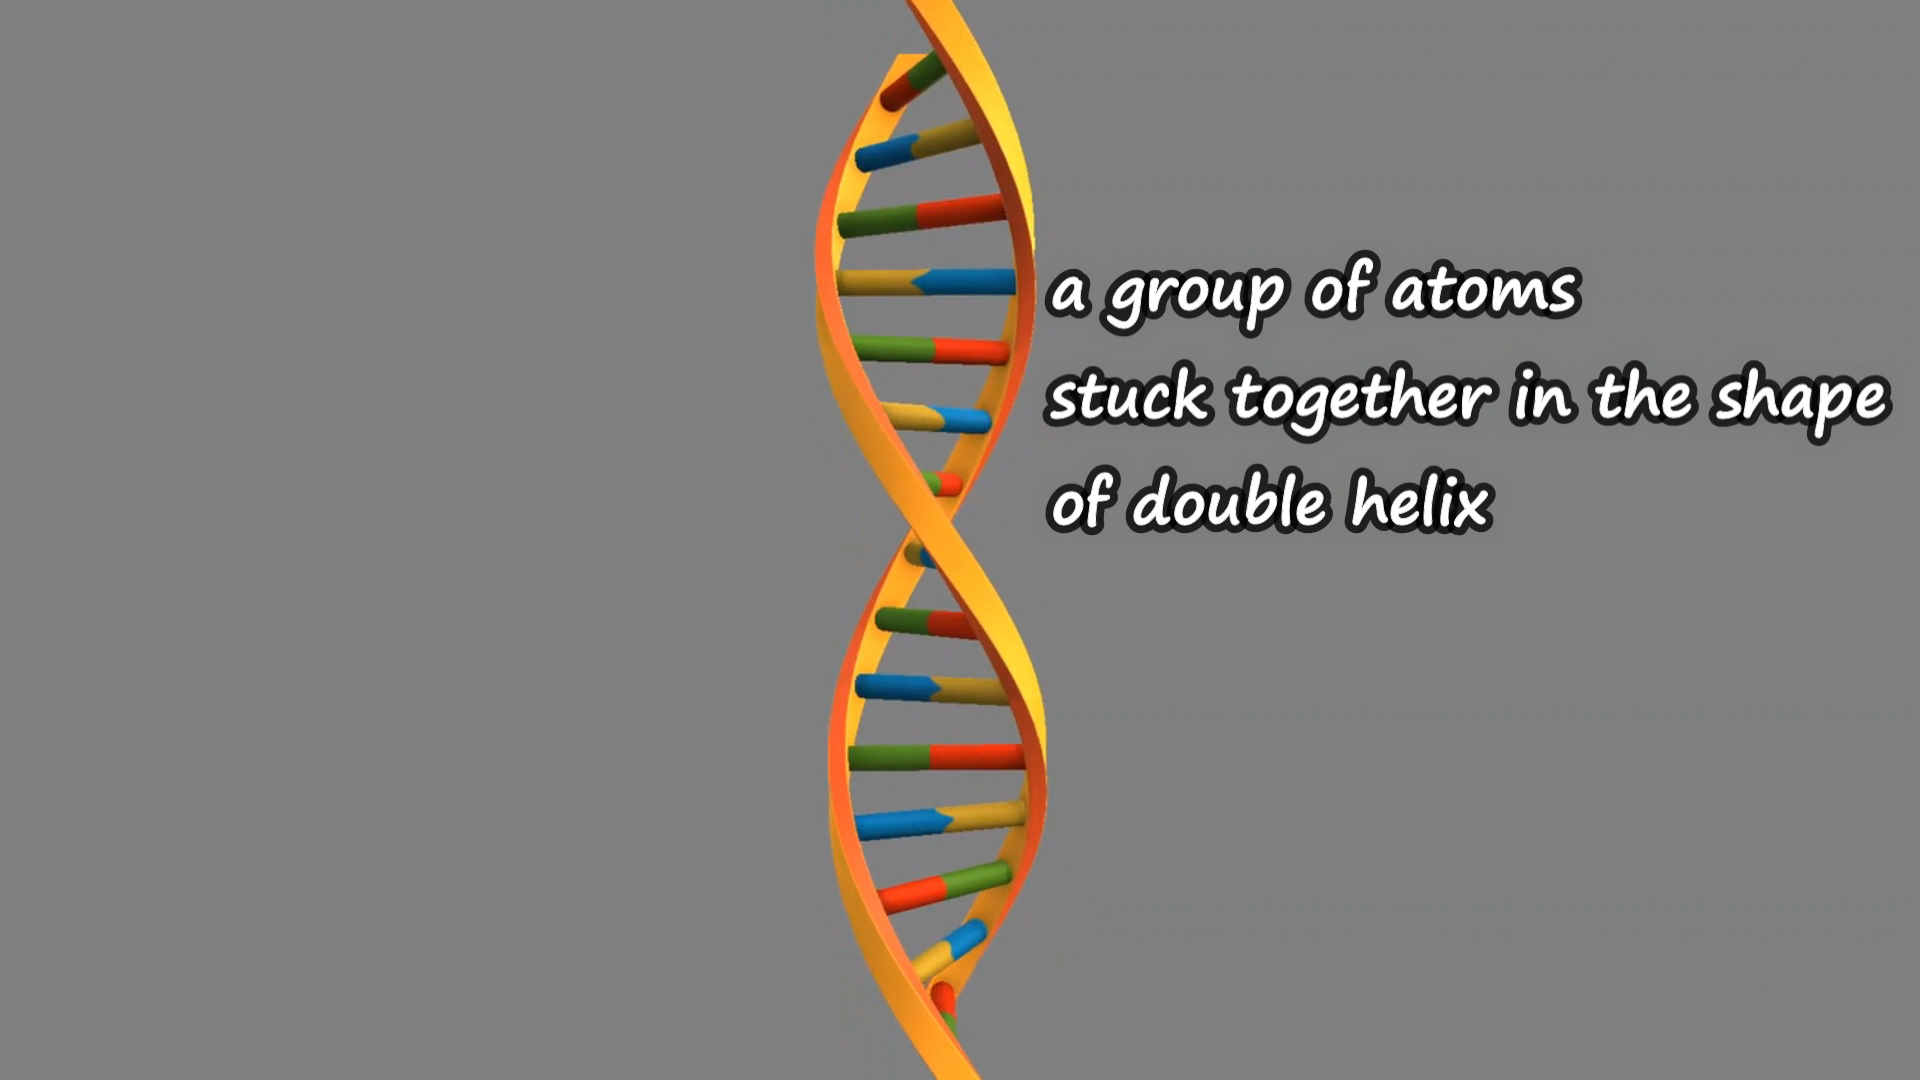 a group of atoms
stuck together in the shape
of double helix